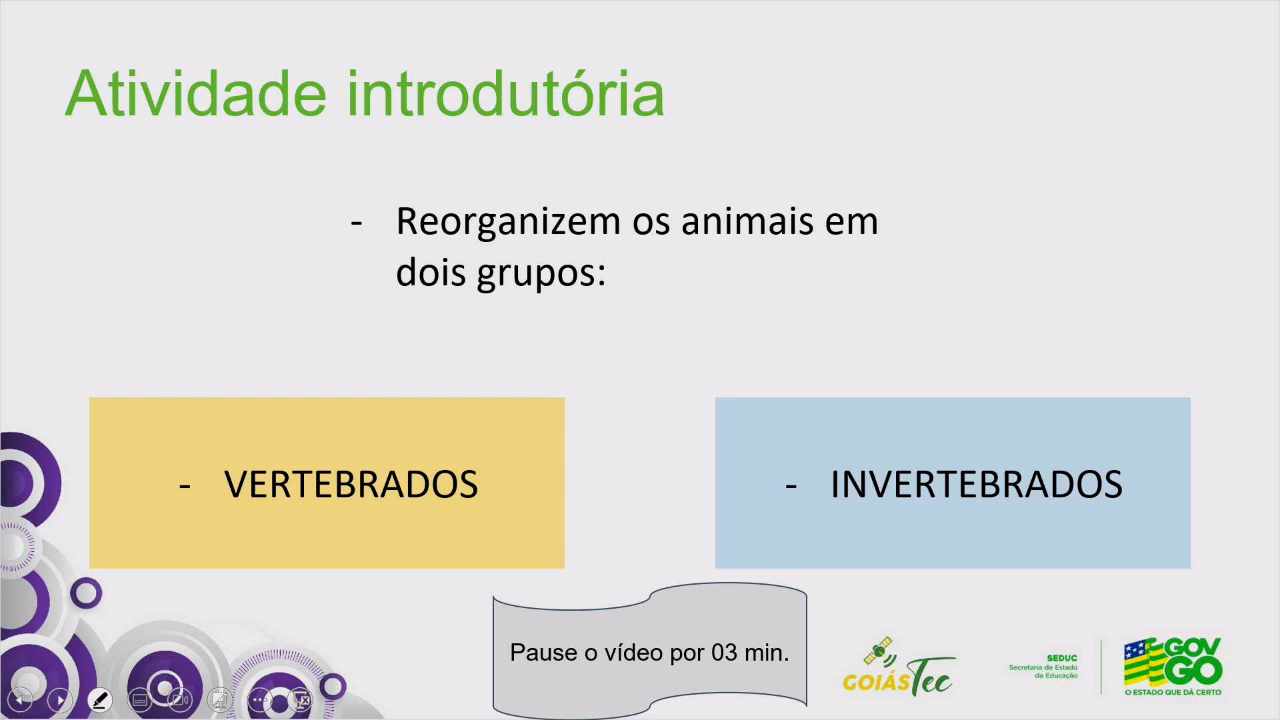 Atividade introdutória
- Reorganizem os animais em
dois grupos:
- VERTEBRADOS
- INVERTEBRADOS
Pause o vídeo por 03 min.
GOIÁSTec
SEDUC
Secretaria de Estado
da Educação
GOV
GO
O ESTADO QUE DÁ CERTO